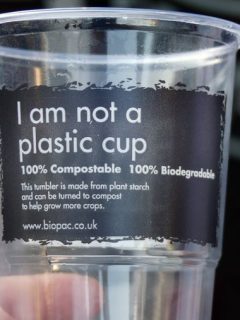 I am not a
plastic cup
100% Compostable 100% Biodegradable
This tumbler is made from plant starch
and can be turned to compost
to help grow more crops.
www.biopac.co.uk